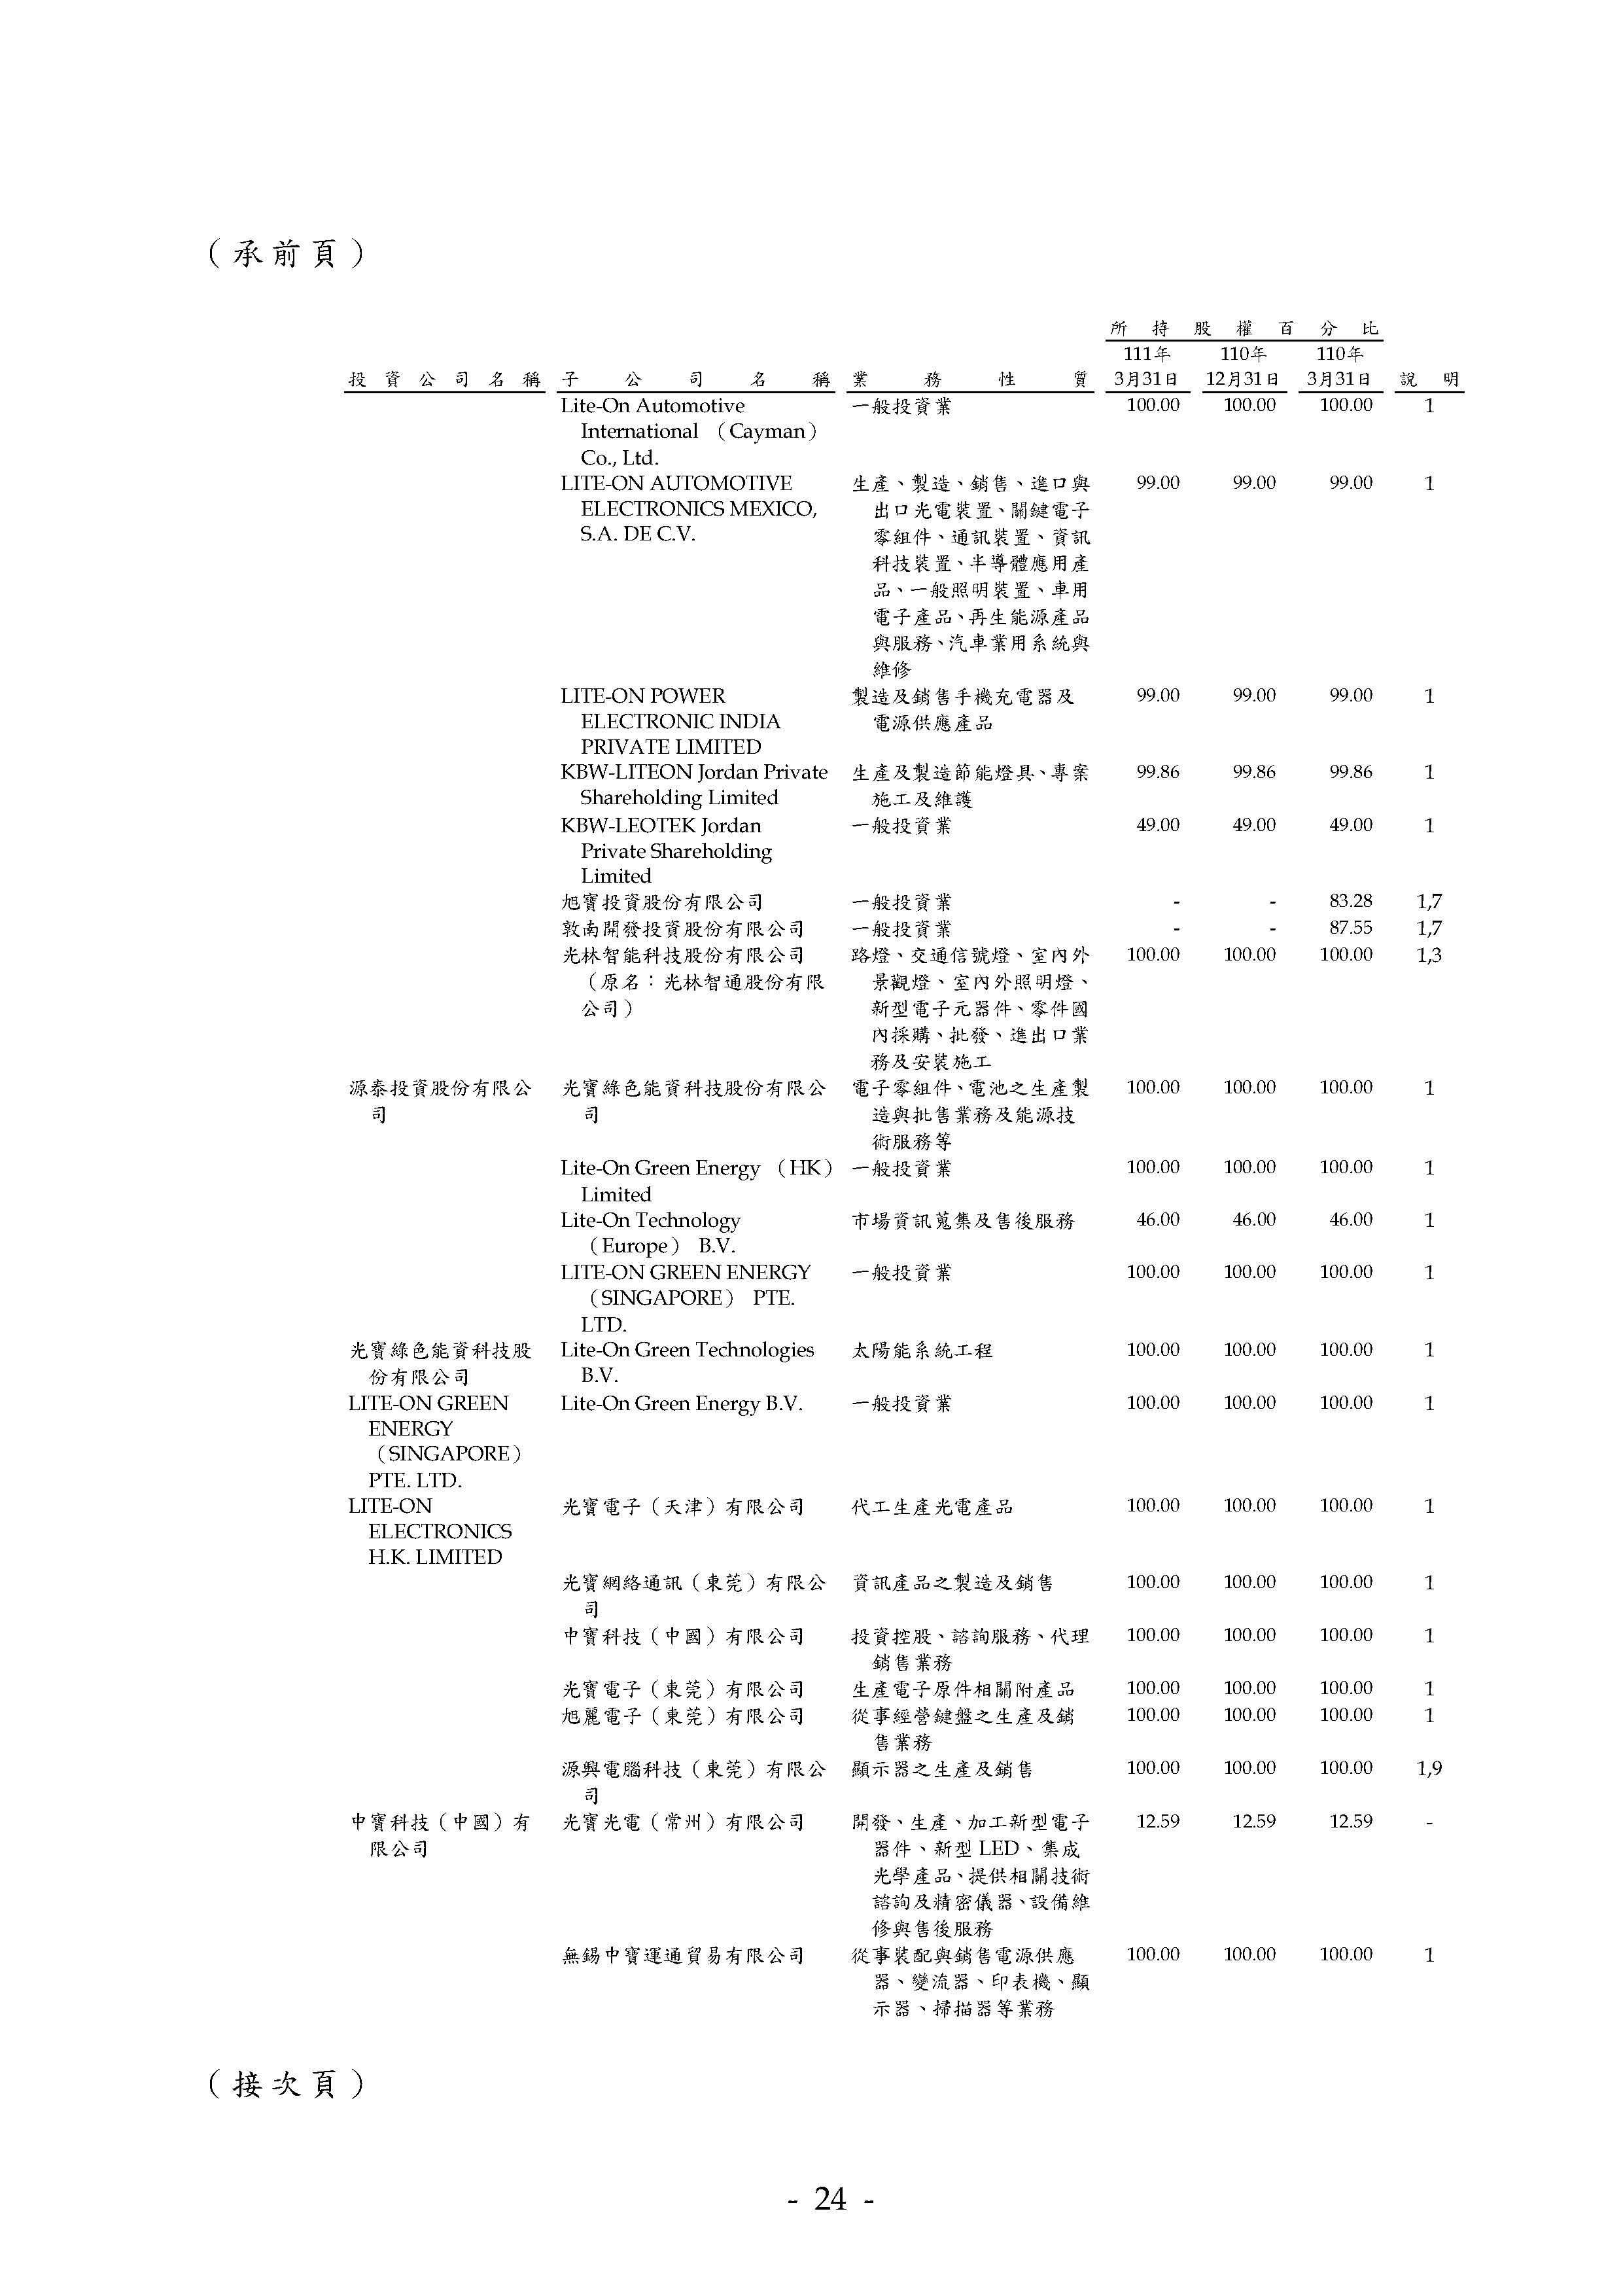 （承前頁）
所持股權百分比
111年 110年 110年
投資公司名稱 子公司名稱 業務性質 3月31日 12月31日 3月31日 說明
Lite-On Automotive 一般投資業 100.00 100.00 100.00 1
International （Cayman）
Co., Ltd.
LITE-ON AUTOMOTIVE 生產、製造、銷售、進口與 99.00 99.00 99.00 1
ELECTRONICS MEXICO, 出口光電裝置、關鍵電子
S.A. DE C.V. 零組件、通訊裝置、資訊
科技裝置、半導體應用產
品、一般照明裝置、車用
電子產品、再生能源產品
與服務、汽車業用系統與
維修
LITE-ON POWER 製造及銷售手機充電器及 99.00 99.00 99.00 1
ELECTRONIC INDIA 電源供應產品
PRIVATE LIMITED
KBW-LITEON Jordan Private 生產及製造節能燈具、專案 99.86 99.86 99.86 1
Shareholding Limited 施工及維護
KBW-LEOTEK Jordan 一般投資業 49.00 49.00 49.00 1
Private Shareholding
Limited
旭寶投資股份有限公司 一般投資業 - - 83.28 1,7
敦南開發投資股份有限公司 一般投資業 - - 87.55 1,7
光林智能科技股份有限公司 路燈、交通信號燈、室內外 100.00 100.00 100.00 1,3
（原名：光林智通股份有限 景觀燈、室內外照明燈、
公司） 新型電子元器件、零件國
內採購、批發、進出口業
務及安裝施工
源泰投資股份有限公 光寶綠色能資科技股份有限公 電子零組件、電池之生產製 100.00 100.00 100.00 1
司 司 造與批售業務及能源技
術服務等
Lite-On Green Energy （HK） 一般投資業 100.00 100.00 100.00 1
Limited
Lite-On Technology 市場資訊蒐集及售後服務 46.00 46.00 46.00 1
（Europe） B.V.
LITE-ON GREEN ENERGY 一般投資業 100.00 100.00 100.00 1
（SINGAPORE） PTE.
LTD.
光寶綠色能資科技股 Lite-On Green Technologies 太陽能系統工程 100.00 100.00 100.00 1
份有限公司 B.V.
LITE-ON GREEN Lite-On Green Energy B.V. 一般投資業 100.00 100.00 100.00 1
ENERGY
（SINGAPORE）
PTE. LTD.
LITE-ON 光寶電子（天津）有限公司 代工生產光電產品 100.00 100.00 100.00 1
ELECTRONICS
H.K. LIMITED
光寶網絡通訊（東莞）有限公 資訊產品之製造及銷售 100.00 100.00 100.00 1
司
中寶科技（中國）有限公司 投資控股、諮詢服務、代理 100.00 100.00 100.00 1
銷售業務
光寶電子（東莞）有限公司 生產電子原件相關附產品 100.00 100.00 100.00 1
旭麗電子（東莞）有限公司 從事經營鍵盤之生產及銷 100.00 100.00 100.00 1
售業務
源興電腦科技（東莞）有限公 顯示器之生產及銷售 100.00 100.00 100.00 1,9
司
中寶科技（中國）有 光寶光電（常州）有限公司 開發、生產、加工新型電子 12.59 12.59 12.59 -
限公司 器件、新型 LED、集成
光學產品、提供相關技術
諮詢及精密儀器、設備維
修與售後服務
無錫中寶運通貿易有限公司 從事裝配與銷售電源供應 100.00 100.00 100.00 1
器、變流器、印表機、顯
示器、掃描器等業務
（接次頁）
- 24 -